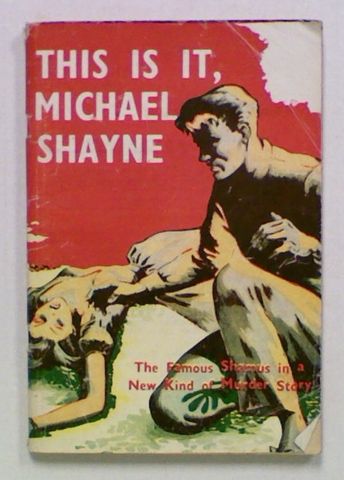 THIS IS IT,
MICHAEL
SHAYNE
The Famous Shamus in a
New Kind of Murder Story